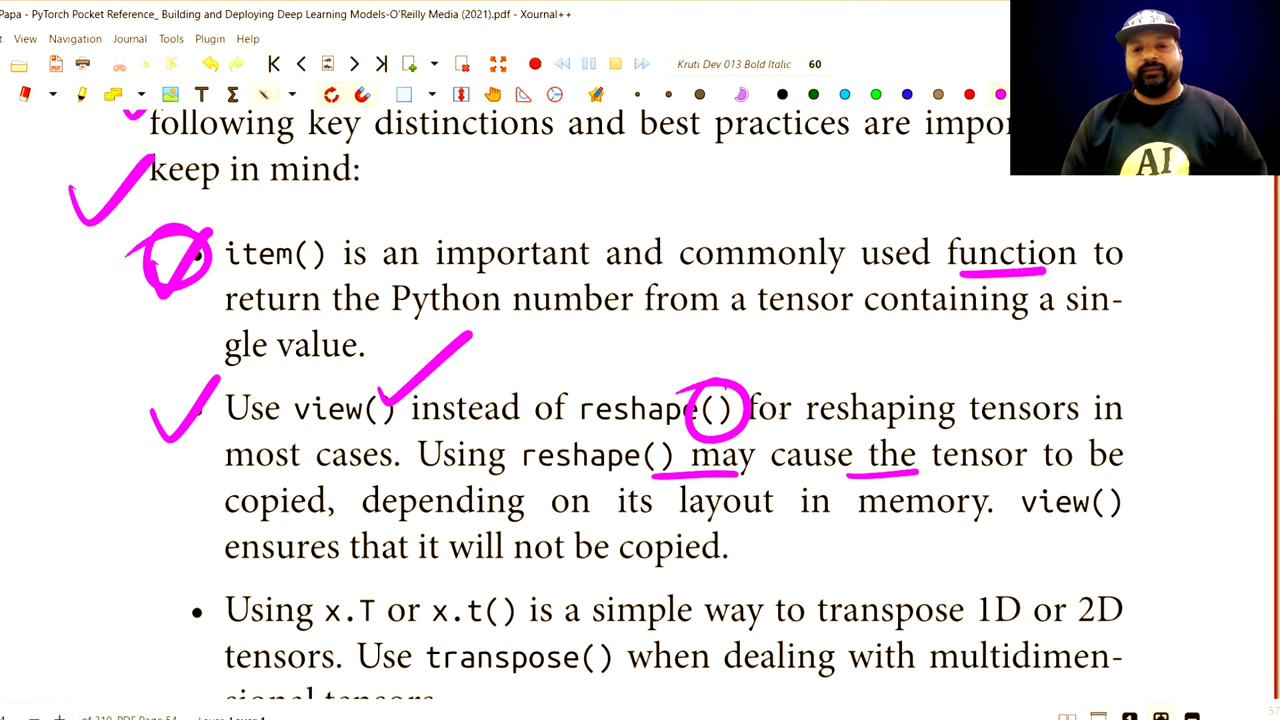 Papa - PyTorch Pocket Reference_ Building and Deploying Deep Learning Models-O'Reilly Media (2021).pdf - Xournal++
View Navigation Journal Tools Plugin Help
Kruti Dev 013 Bold Italic 60
following key distinctions and best practices are impor
keep in mind:
AI
• item() is an important and commonly used function to
return the Python number from a tensor containing a sin-
gle value.
Use view() instead of reshape() for reshaping tensors in
most cases. Using reshape() may cause the tensor to be
copied, depending on its layout in memory. view()
ensures that it will not be copied.
• Using x.T or x.t() is a simple way to transpose 1D or 2D
tensors. Use transpose() when dealing with multidimen-
sional tensors